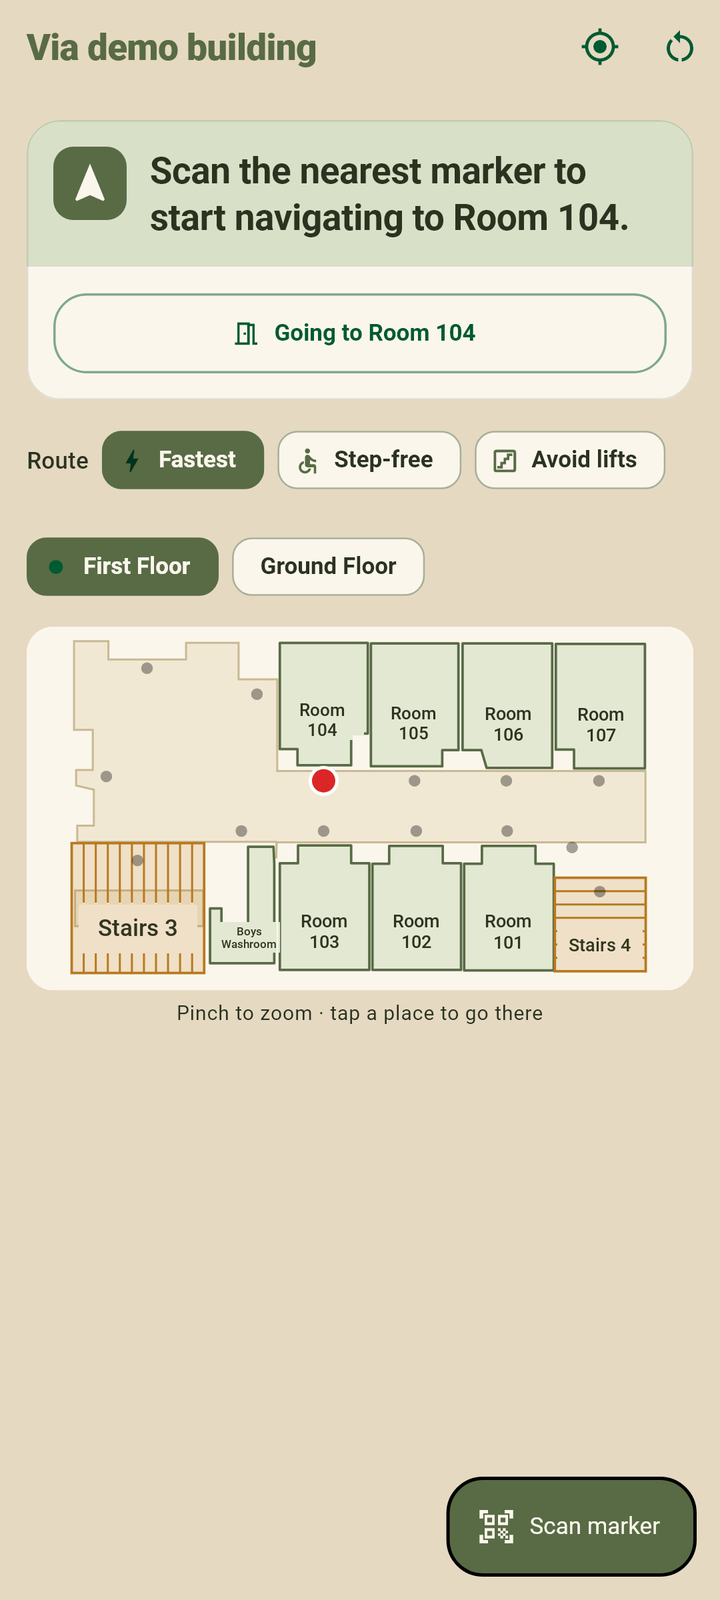 Via demo building
Scan the nearest marker to
start navigating to Room 104.
Going to Room 104
Route
Fastest
Step-free
Avoid lifts
First Floor
Ground Floor
Room
104
Room
105
Room
106
Room
107
Stairs 3
Boys
Washroom
Room
103
Room
102
Room
101
Stairs 4
Pinch to zoom · tap a place to go there
Scan marker